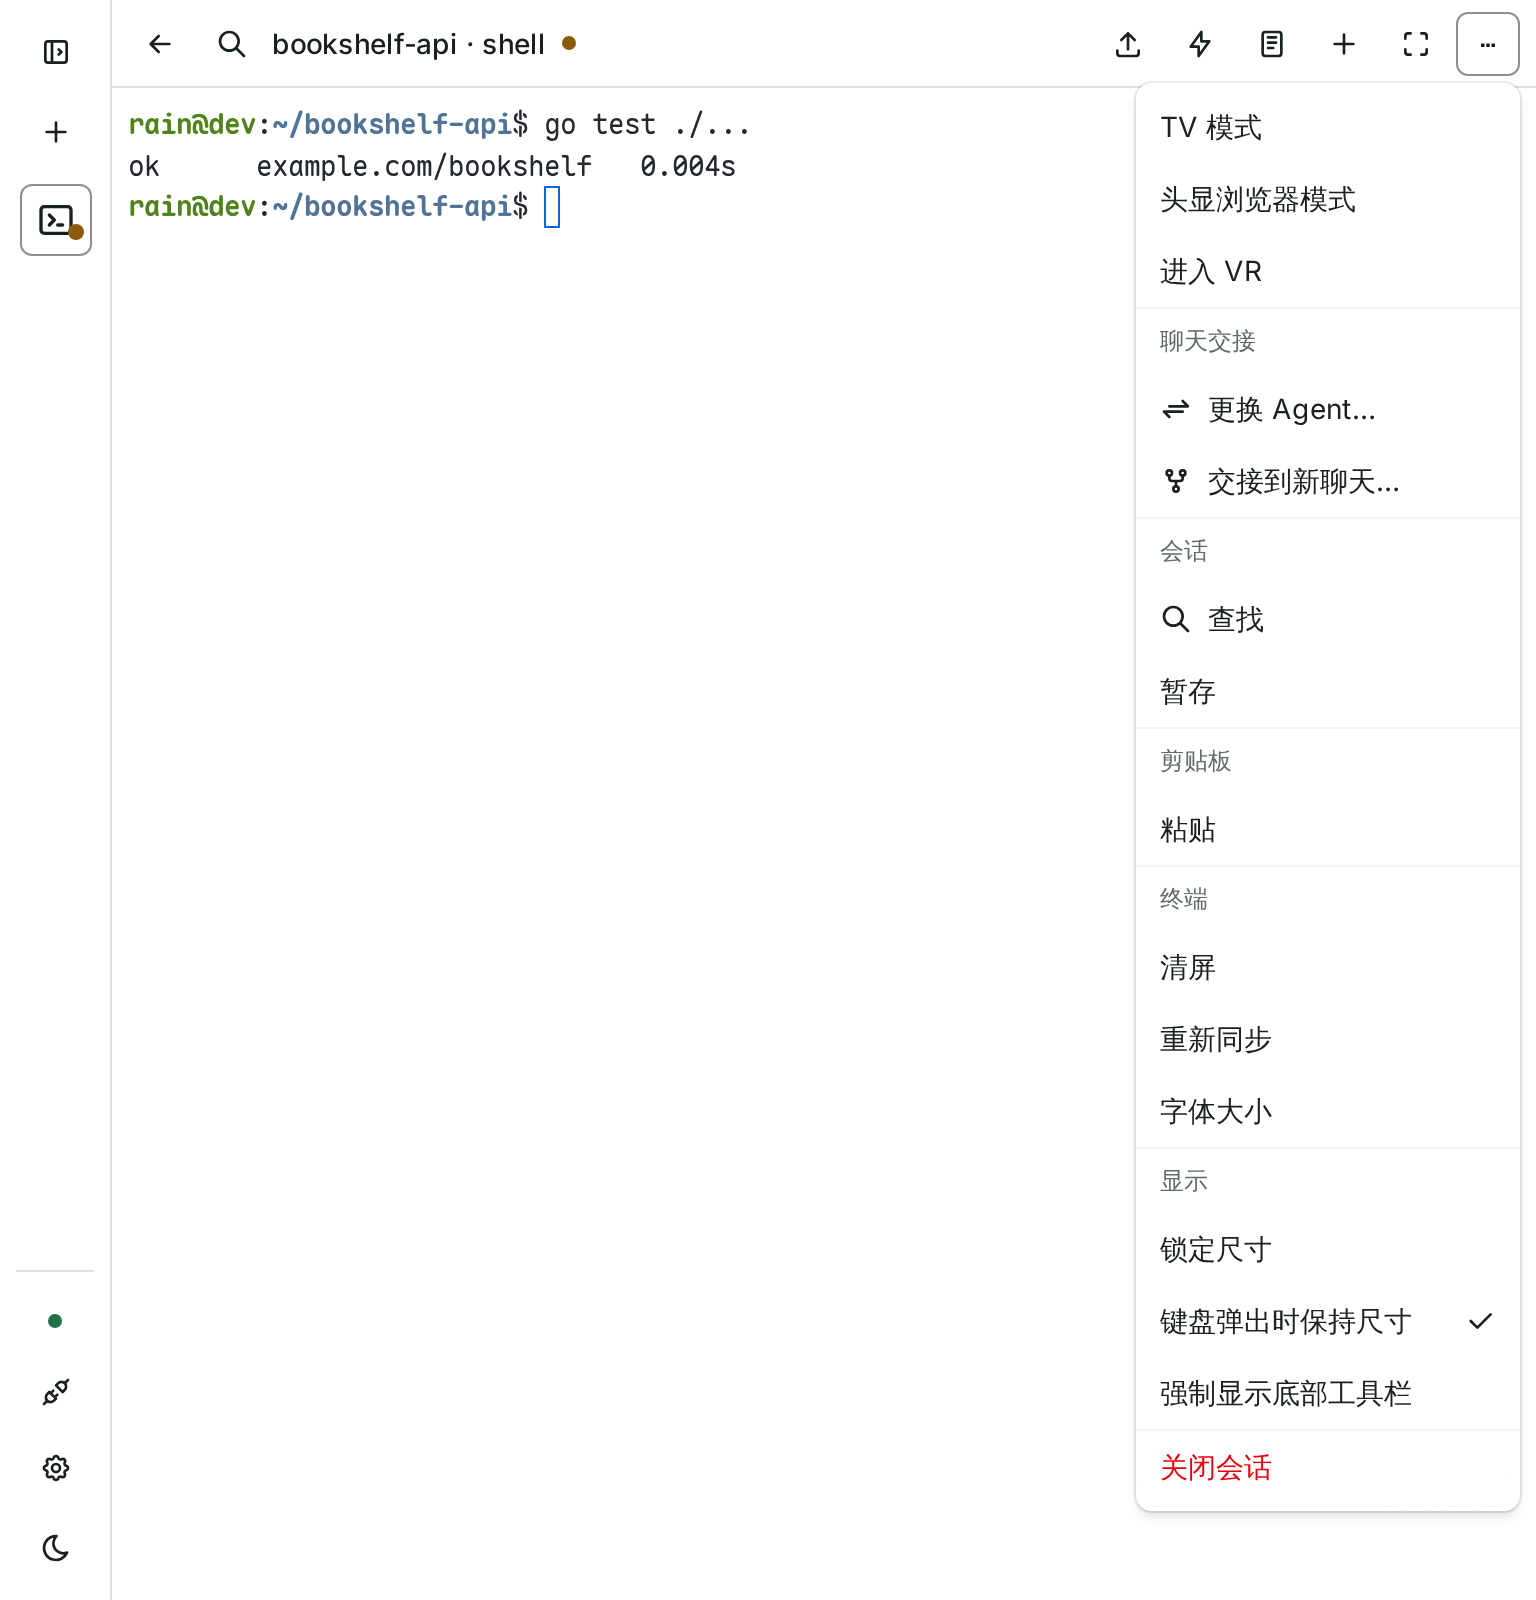 bookshelf-api · shell
rain@dev:~/bookshelf-api$ go test ./...
ok      example.com/bookshelf   0.004s
rain@dev:~/bookshelf-api$
TV 模式
头显浏览器模式
进入 VR
聊天交接
更换 Agent...
交接到新聊天...
会话
查找
暂存
剪贴板
粘贴
终端
清屏
重新同步
字体大小
显示
锁定尺寸
键盘弹出时保持尺寸
强制显示底部工具栏
关闭会话